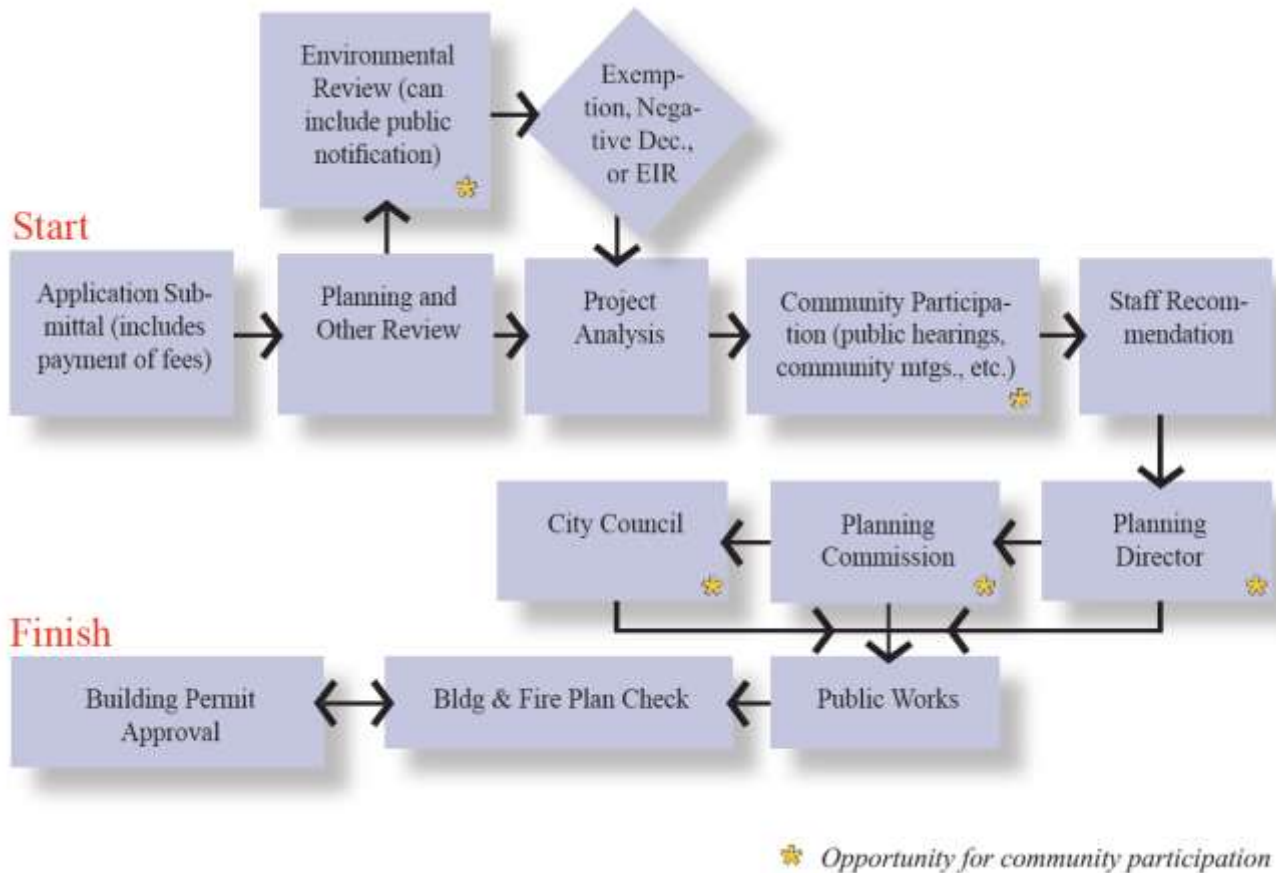 Environmental
Review (can
include public
notification)
Exemp-
tion, Nega-
tive Dec.,
or EIR
Start
Application Sub-
mittal (includes
payment of fees)
Planning and
Other Review
Project
Analysis
Community Participa-
tion (public hearings,
community mtgs., etc.)
Staff Recom-
mendation
City Council
Planning
Commission
Planning
Director
Finish
Building Permit
Approval
Bldg & Fire Plan Check
Public Works
Opportunity for community participation